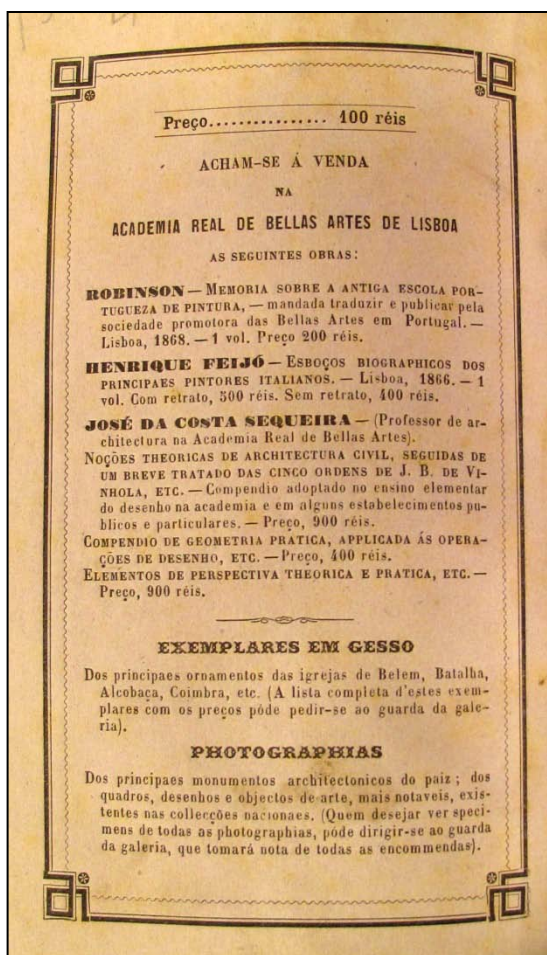 Preço................ 100 réis
ACHAM-SE Á VENDA
NA
ACADEMIA REAL DE BELLAS ARTES DE LISBOA
AS SEGUINTES OBRAS:
ROBINSON — MEMORIA SOBRE A ANTIGA ESCOLA POR-
TUGUEZA DE PINTURA, — mandada traduzir e publicar pela
sociedade promotora das Bellas Artes em Portugal. —
Lisboa, 1868. — 1 vol. Preço 200 réis.
HENRIQUE FEIJÓ — ESBOÇOS BIOGRAPHICOS DOS
PRINCIPAES PINTORES ITALIANOS. — Lisboa, 1866. — 1
vol. Com retrato, 500 réis. Sem retrato, 400 réis.
JOSÉ DA COSTA SEQUEIRA — (Professor de ar-
chitectura na Academia Real de Bellas Artes).
NOÇÕES THEORICAS DE ARCHITECTURA CIVIL, SEGUIDAS DE
UM BREVE TRATADO DAS CINCO ORDENS DE J. B. DE VI-
NHOLA, ETC. — Compendio adoptado no ensino elementar
do desenho na academia e em alguns estabelecimentos pu-
blicos e particulares. — Preço, 900 réis.
COMPENDIO DE GEOMETRIA PRATICA, APPLICADA ÁS OPERA-
ÇÕES DE DESENHO, ETC. — Preço, 400 réis.
ELEMENTOS DE PERSPECTIVA THEORICA E PRATICA, ETC. —
Preço, 900 réis.
EXEMPLARES EM GESSO
Dos principaes ornamentos das igrejas de Belem, Batalha,
Alcobaça, Coimbra, etc. (A lista completa d'estes exem-
plares com os preços póde pedir-se ao guarda da gale-
ria).
PHOTOGRAPHIAS
Dos principaes monumentos architectonicos do paiz; dos
quadros, desenhos e objectos de arte, mais notaveis, exis-
tentes nas collecções nacionaes. (Quem desejar ver speci-
mens de todas as photographias, póde dirigir-se ao guarda
da galeria, que tomará nota de todas as encommendas).